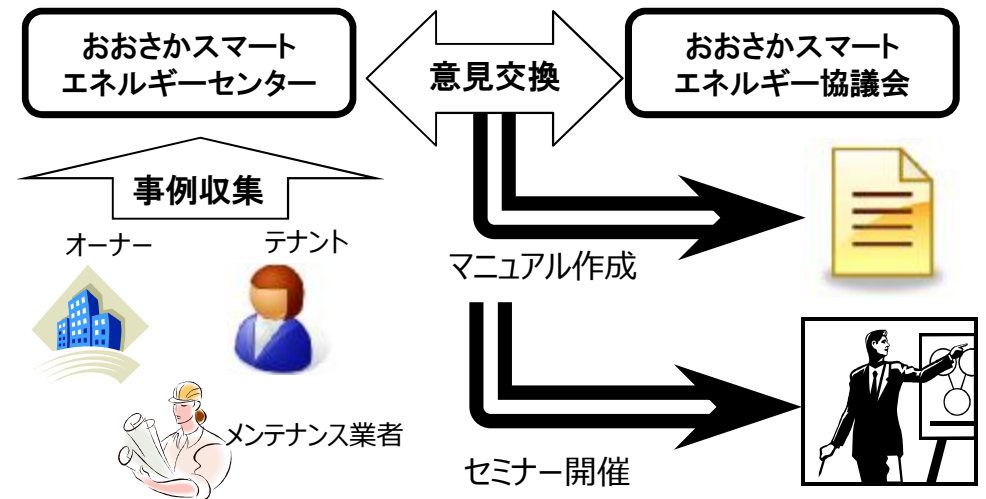 おおさかスマート
エネルギーセンター
意見交換
おおさかスマート
エネルギー協議会
事例収集
オーナー
テナント
マニュアル作成
メンテナンス業者
セミナー開催